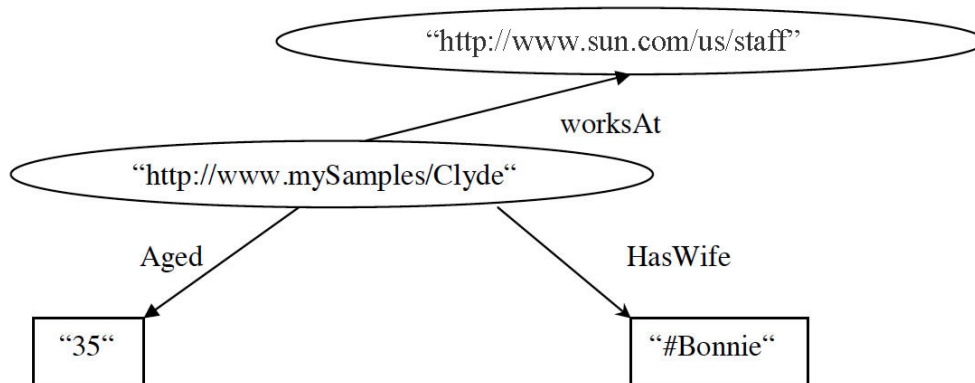 “http://www.sun.com/us/staff”
worksAt
“http://www.mySamples/Clyde“
Aged
HasWife
“35“
“#Bonnie“